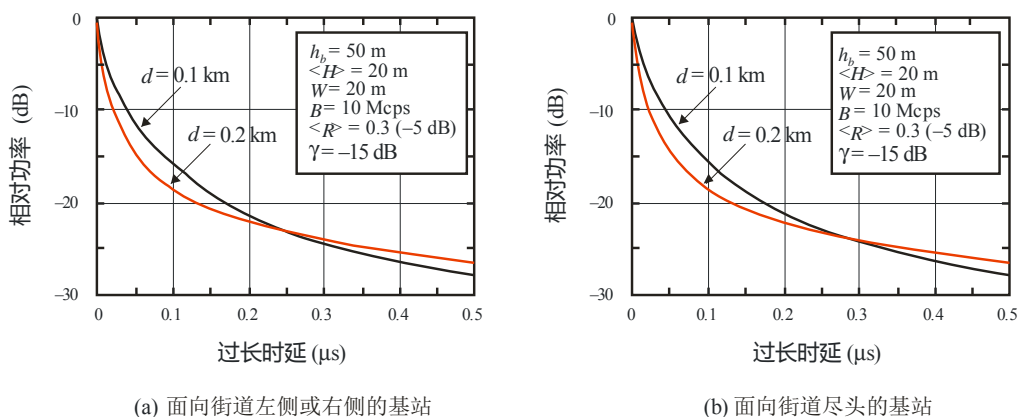 0
−10
−20
−30
相对功率 (dB)
d = 0.1 km
d = 0.2 km
h_b = 50 m
<H> = 20 m
W = 20 m
B = 10 Mcps
<R> = 0.3 (−5 dB)
γ = −15 dB
0 0.1 0.2 0.3 0.4 0.5
过长时延 (μs)
(a) 面向街道左侧或右侧的基站
0
−10
−20
−30
相对功率 (dB)
d = 0.1 km
d = 0.2 km
h_b = 50 m
<H> = 20 m
W = 20 m
B = 10 Mcps
<R> = 0.3 (−5 dB)
γ = −15 dB
0 0.1 0.2 0.3 0.4 0.5
过长时延 (μs)
(b) 面向街道尽头的基站